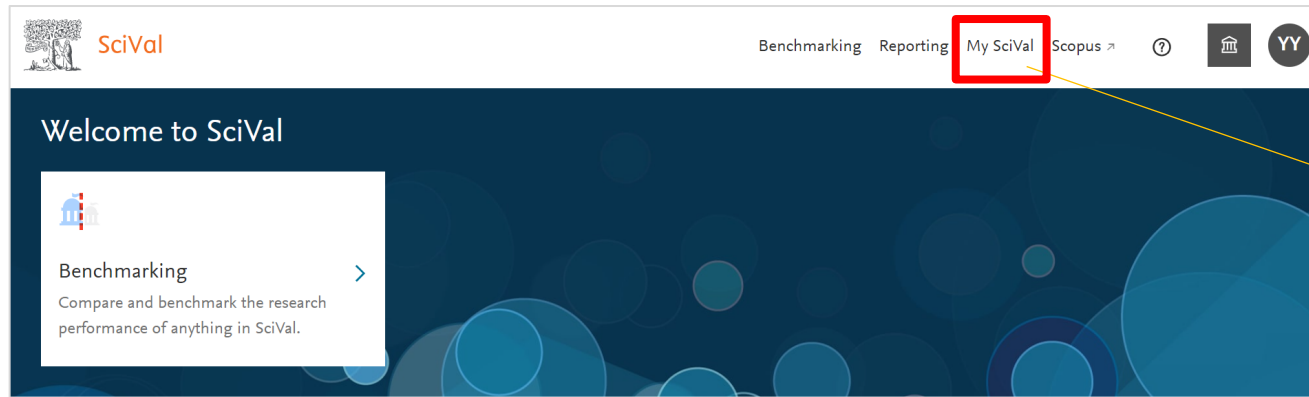 SciVal
Benchmarking Reporting My SciVal Scopus ↗ ? YY
Welcome to SciVal
Benchmarking
Compare and benchmark the research
performance of anything in SciVal.